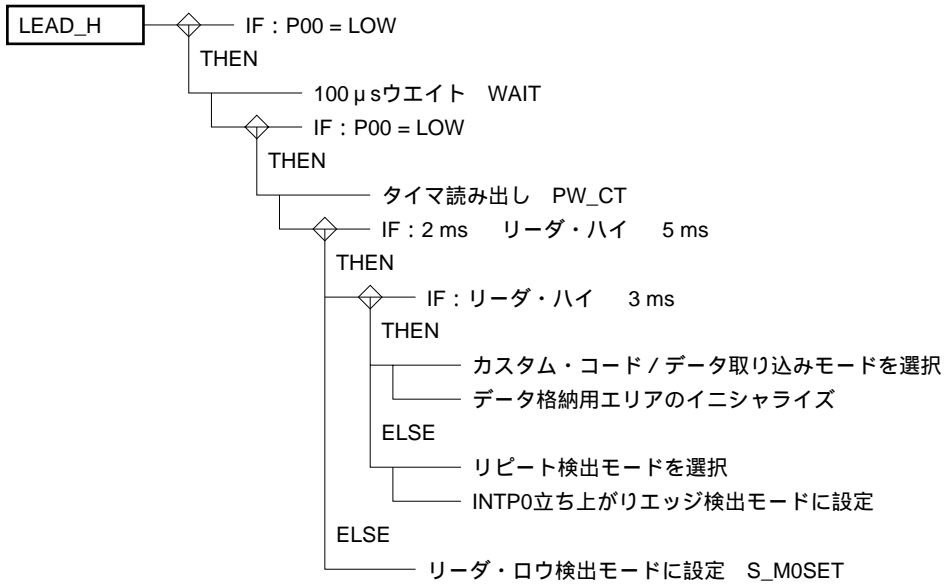 LEAD_H IF：P00 = LOW
THEN
100μsウエイト WAIT
IF：P00 = LOW
THEN
タイマ読み出し PW_CT
IF：2 ms リーダ・ハイ 5 ms
THEN
IF：リーダ・ハイ 3 ms
THEN
カスタム・コード／データ取り込みモードを選択
データ格納用エリアのイニシャライズ
ELSE
リピート検出モードを選択
INTP0立ち上がりエッジ検出モードに設定
ELSE
リーダ・ロウ検出モードに設定 S_M0SET